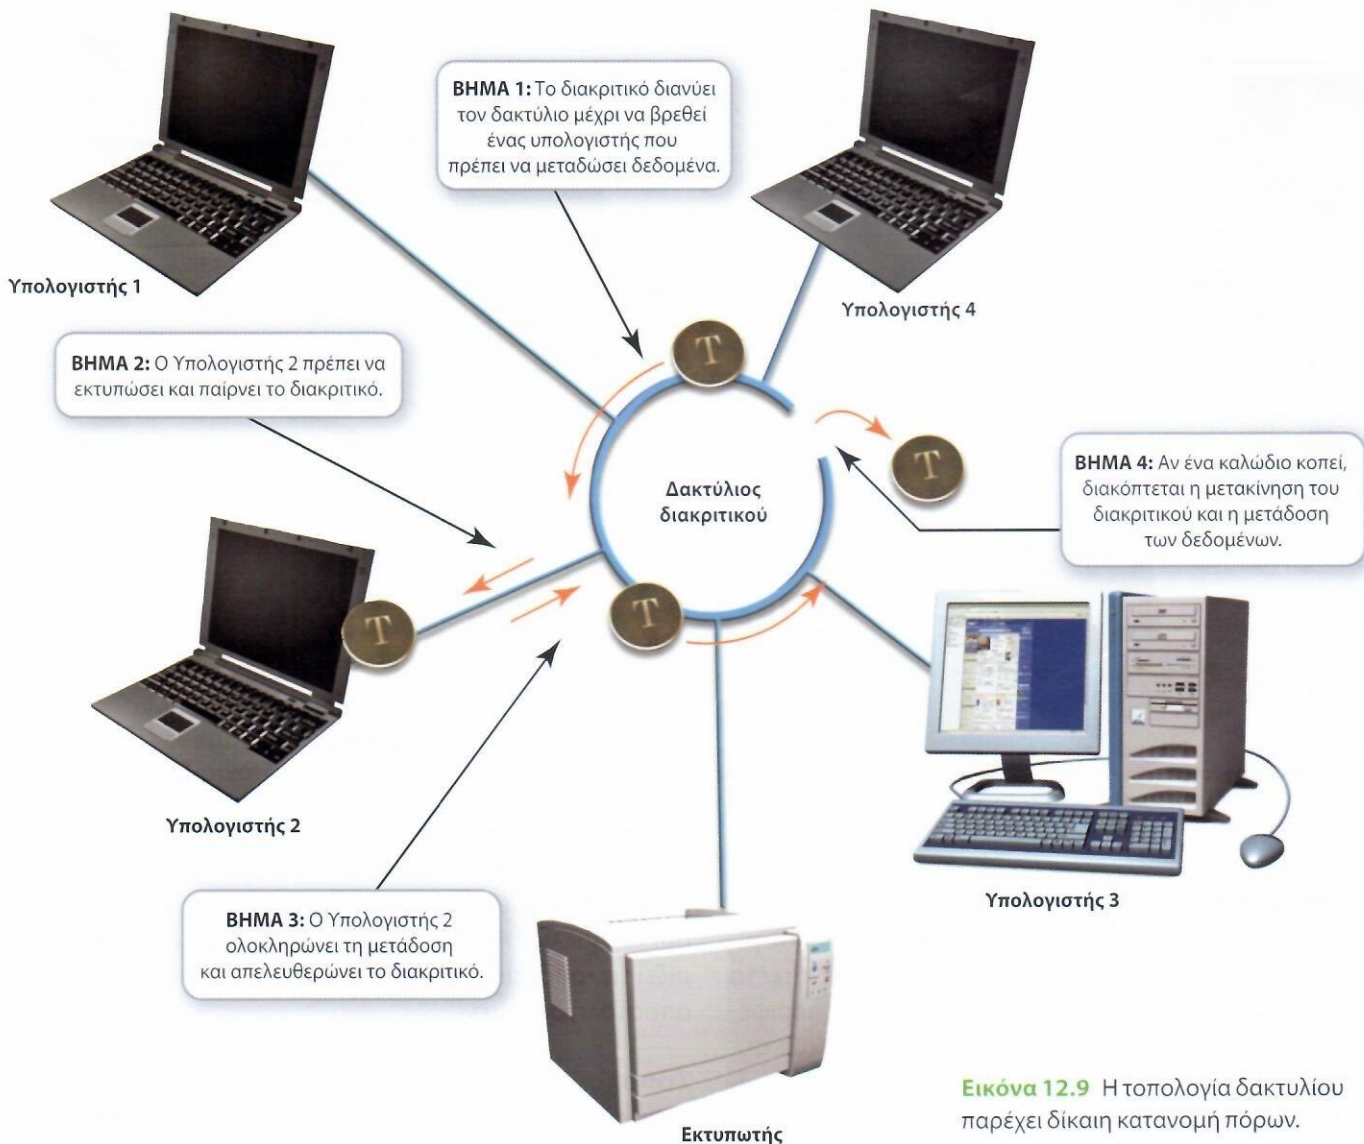 ΒΗΜΑ 1: Το διακριτικό διανύει
τον δακτύλιο μέχρι να βρεθεί
ένας υπολογιστής που
πρέπει να μεταδώσει δεδομένα.
Υπολογιστής 1
Υπολογιστής 4
T
ΒΗΜΑ 2: Ο Υπολογιστής 2 πρέπει να
εκτυπώσει και παίρνει το διακριτικό.
T
ΒΗΜΑ 4: Αν ένα καλώδιο κοπεί,
διακόπτεται η μετακίνηση του
διακριτικού και η μετάδοση
των δεδομένων.
Δακτύλιος
διακριτικού
T
T
Υπολογιστής 2
Υπολογιστής 3
ΒΗΜΑ 3: Ο Υπολογιστής 2
ολοκληρώνει τη μετάδοση
και απελευθερώνει το διακριτικό.
Εκτυπωτής
Εικόνα 12.9 Η τοπολογία δακτυλίου
παρέχει δίκαιη κατανομή πόρων.